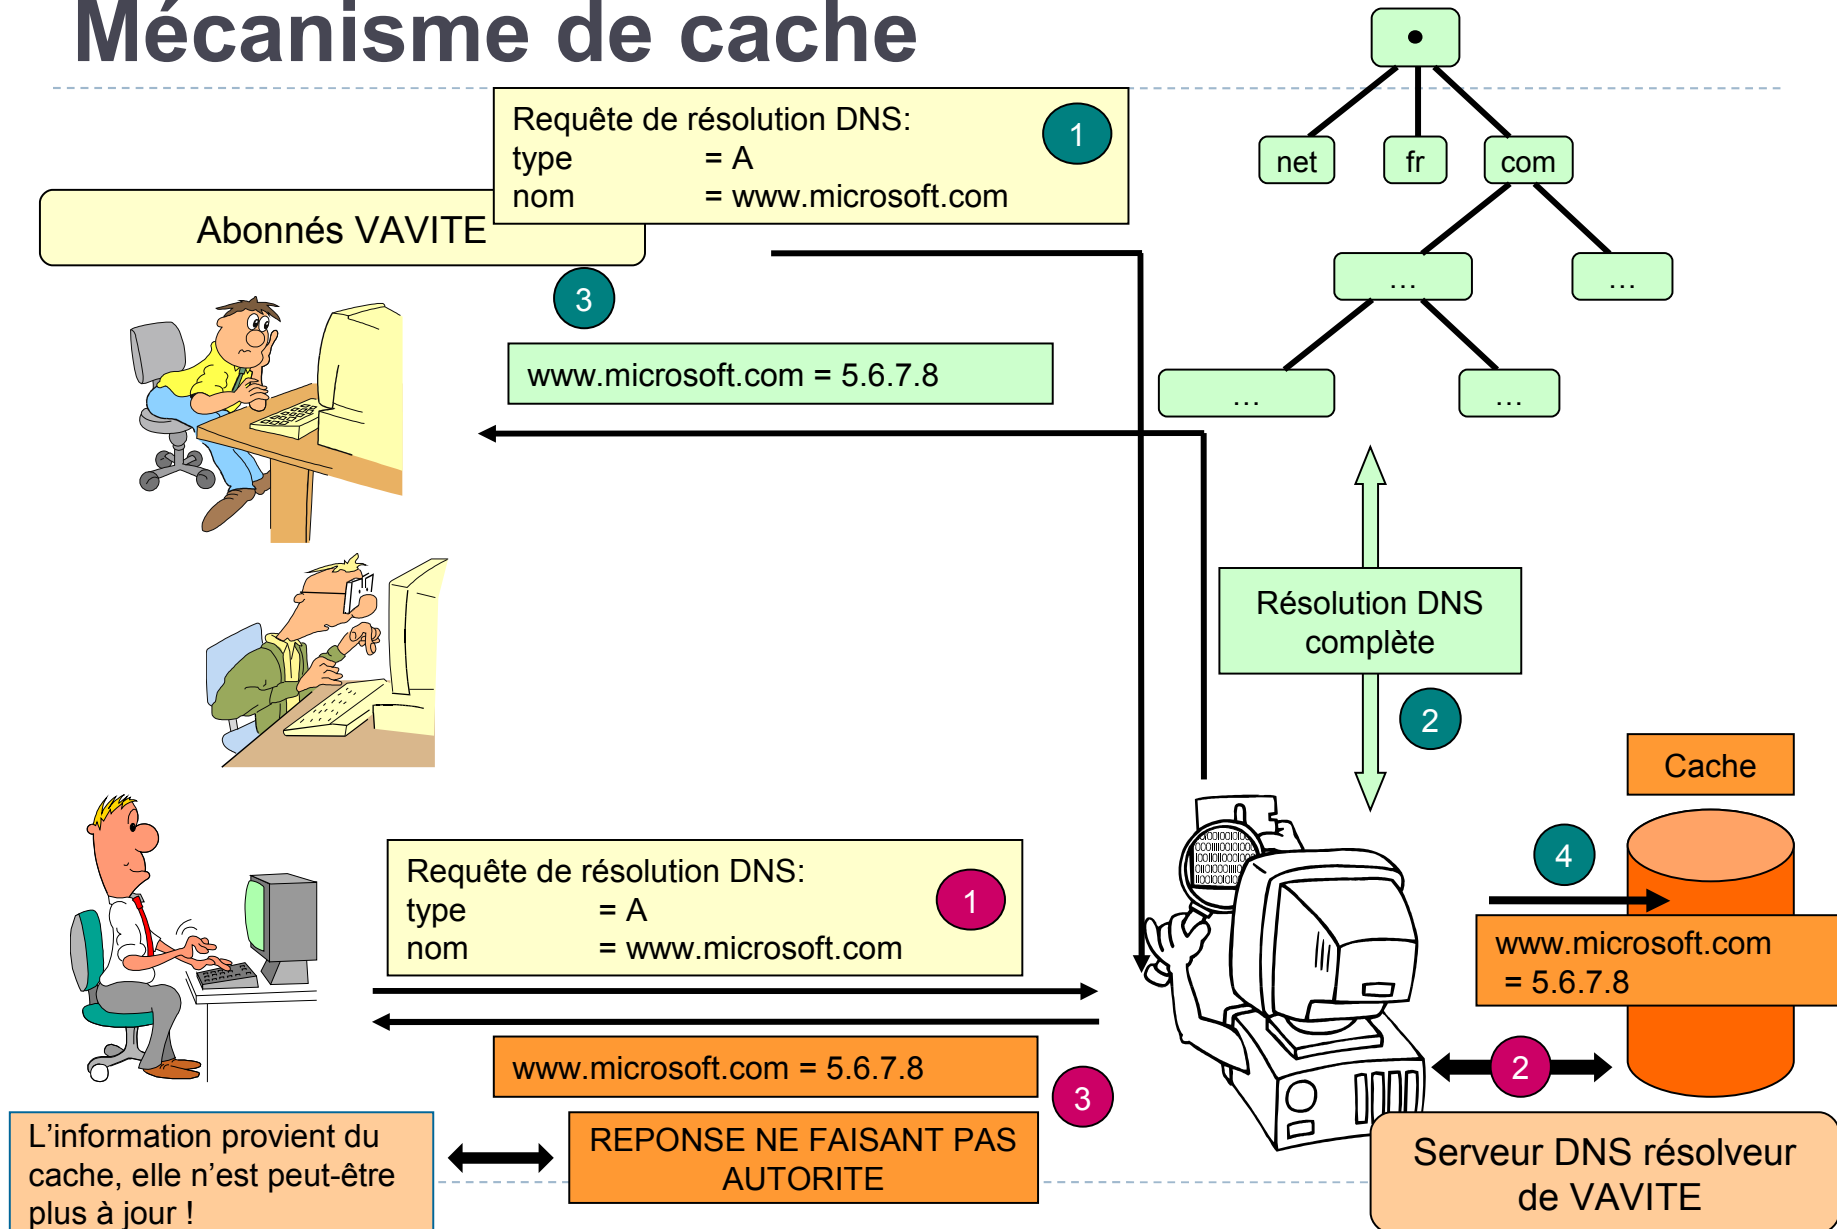 Mécanisme de cache
•
Requête de résolution DNS:
type = A
nom = www.microsoft.com
1
net
fr
com
Abonnés VAVITE
…
…
3
www.microsoft.com = 5.6.7.8
…
…
Résolution DNS
complète
2
Cache
4
Requête de résolution DNS:
type = A
nom = www.microsoft.com
1
www.microsoft.com
= 5.6.7.8
www.microsoft.com = 5.6.7.8
3
2
L’information provient du
cache, elle n’est peut-être
plus à jour !
REPONSE NE FAISANT PAS
AUTORITE
Serveur DNS résolveur
de VAVITE